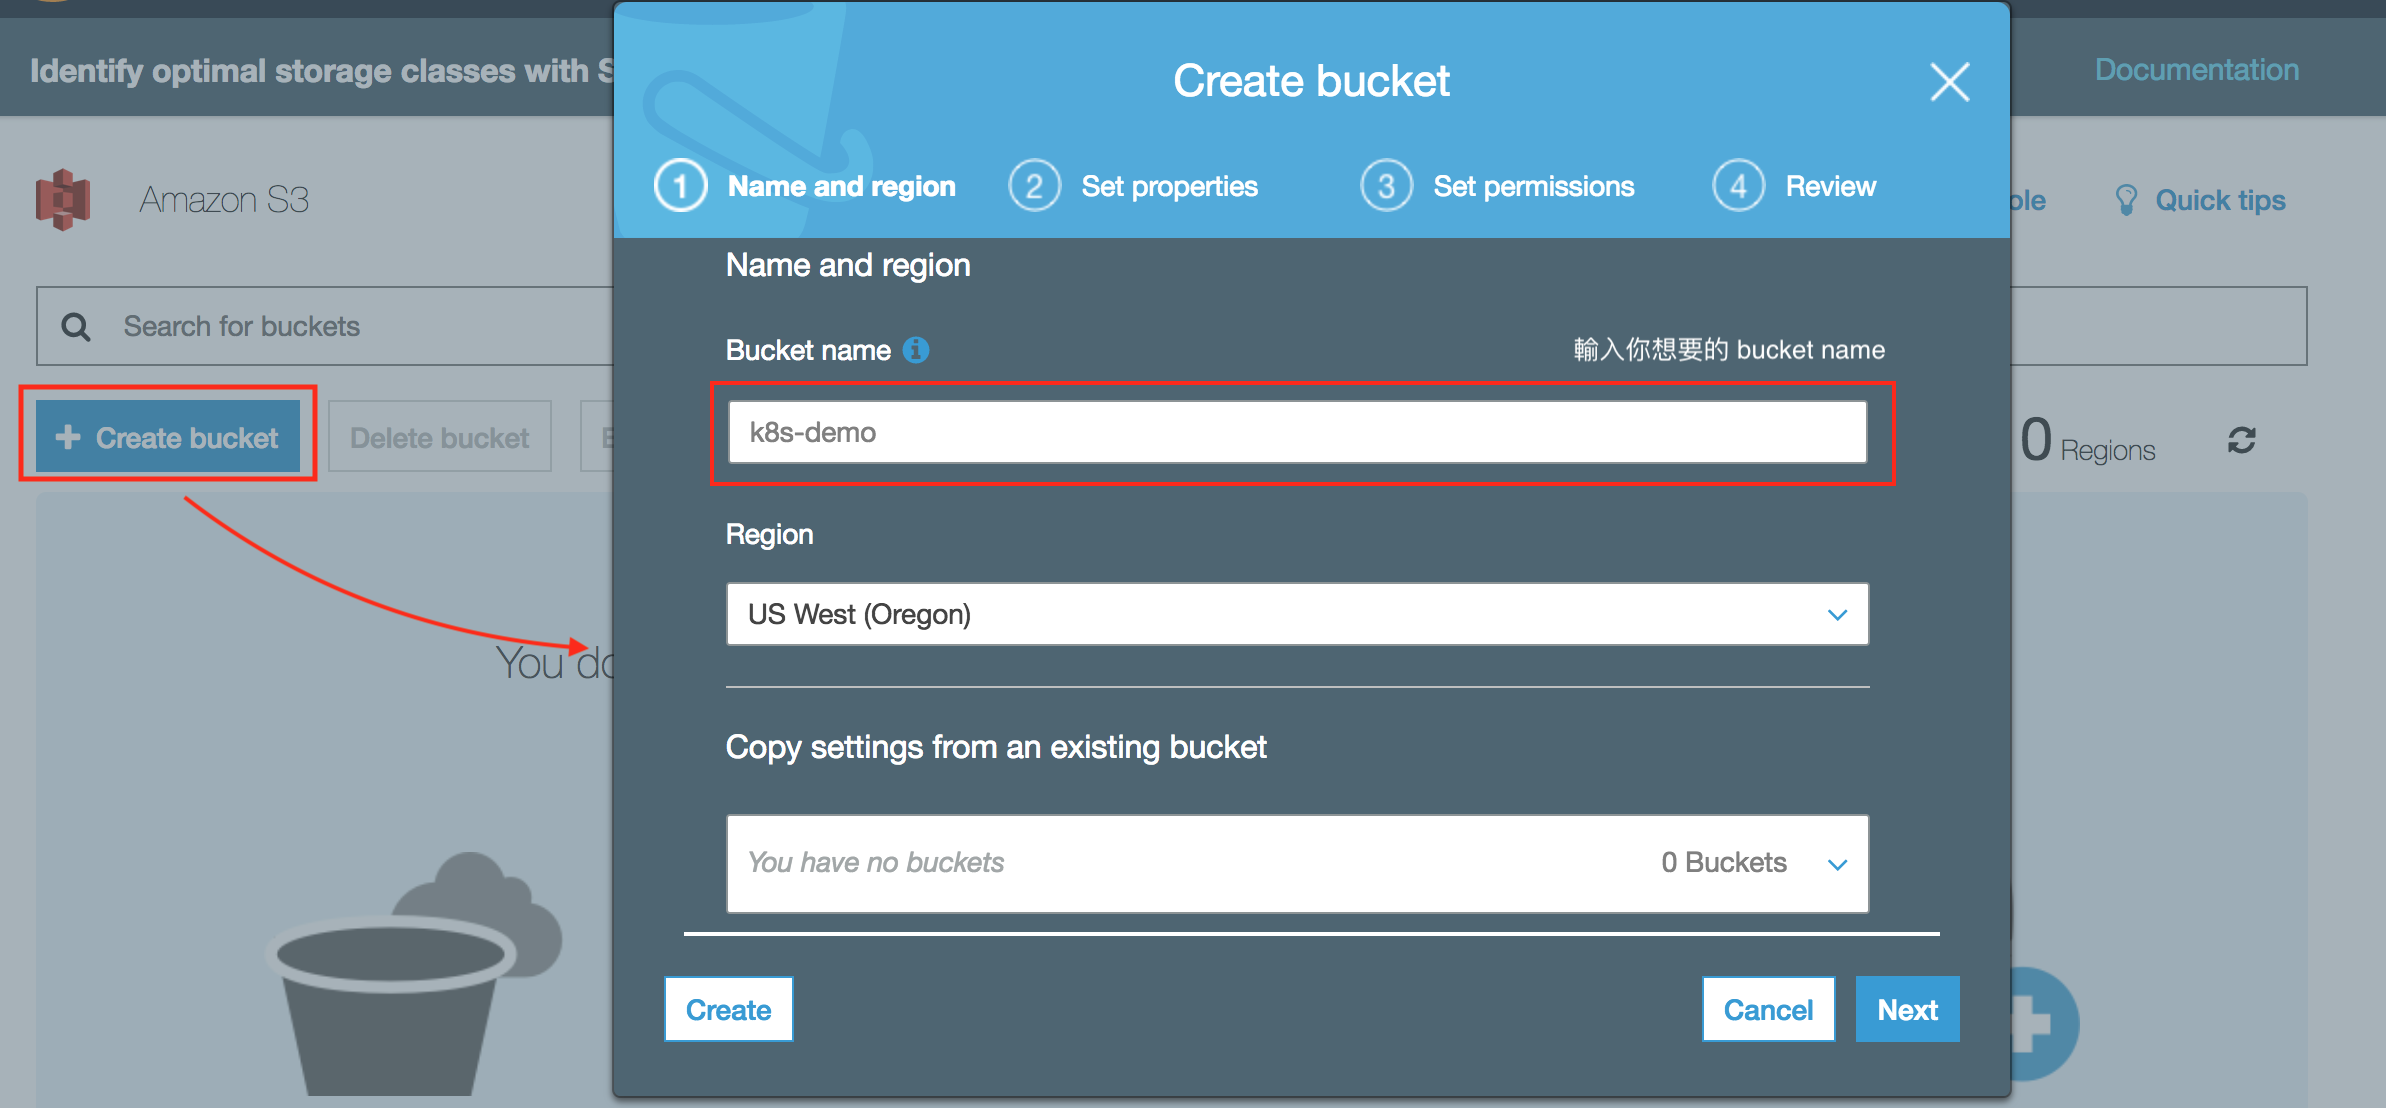 Identify optimal storage classes with S
Documentation
Amazon S3
ole
Quick tips
Search for buckets
Create bucket
Delete bucket
E
0 Regions
You do
Create bucket
1 Name and region
2 Set properties
3 Set permissions
4 Review
Name and region
Bucket name
輸入你想要的 bucket name
k8s-demo
Region
US West (Oregon)
Copy settings from an existing bucket
You have no buckets
0 Buckets
Create
Cancel
Next